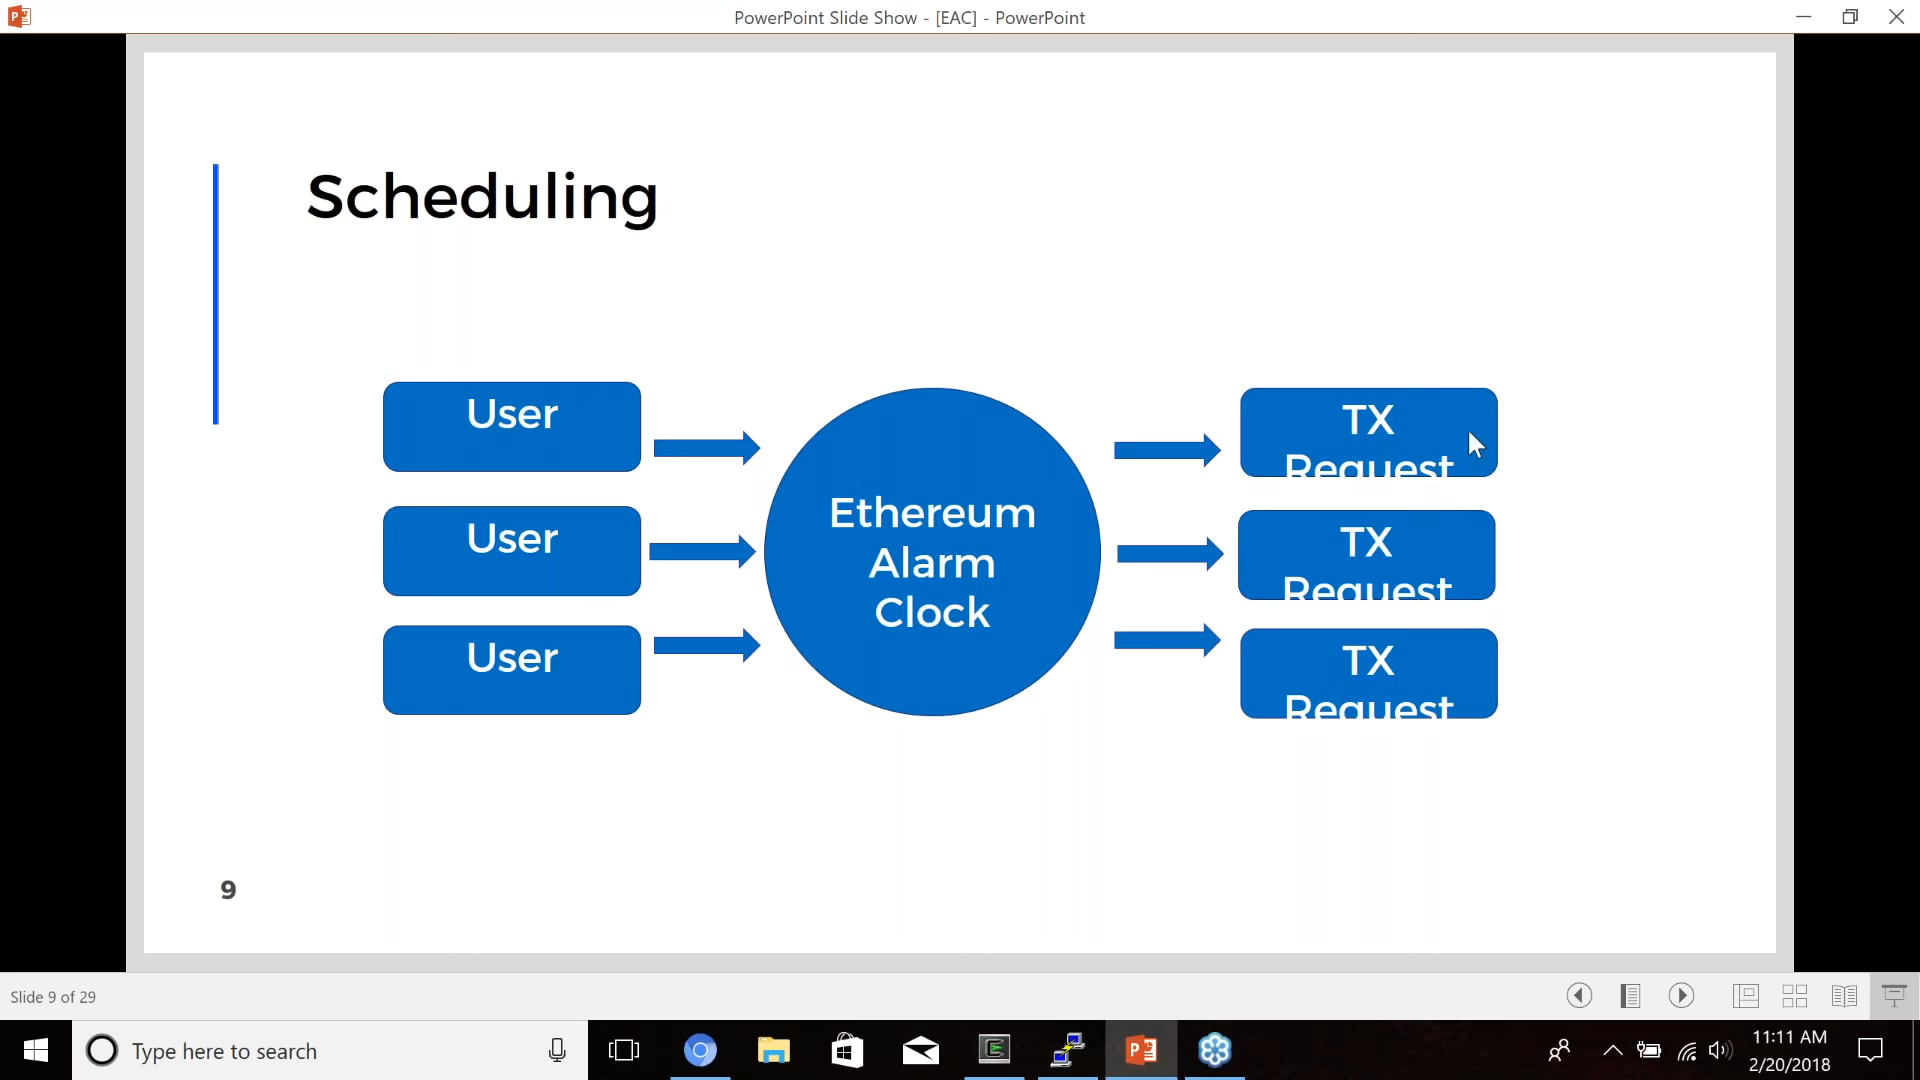 PowerPoint Slide Show - [EAC] - PowerPoint
Scheduling
User
User
User
Ethereum
Alarm
Clock
TX
Request
TX
Request
TX
Request
9
Slide 9 of 29
Type here to search
11:11 AM
2/20/2018